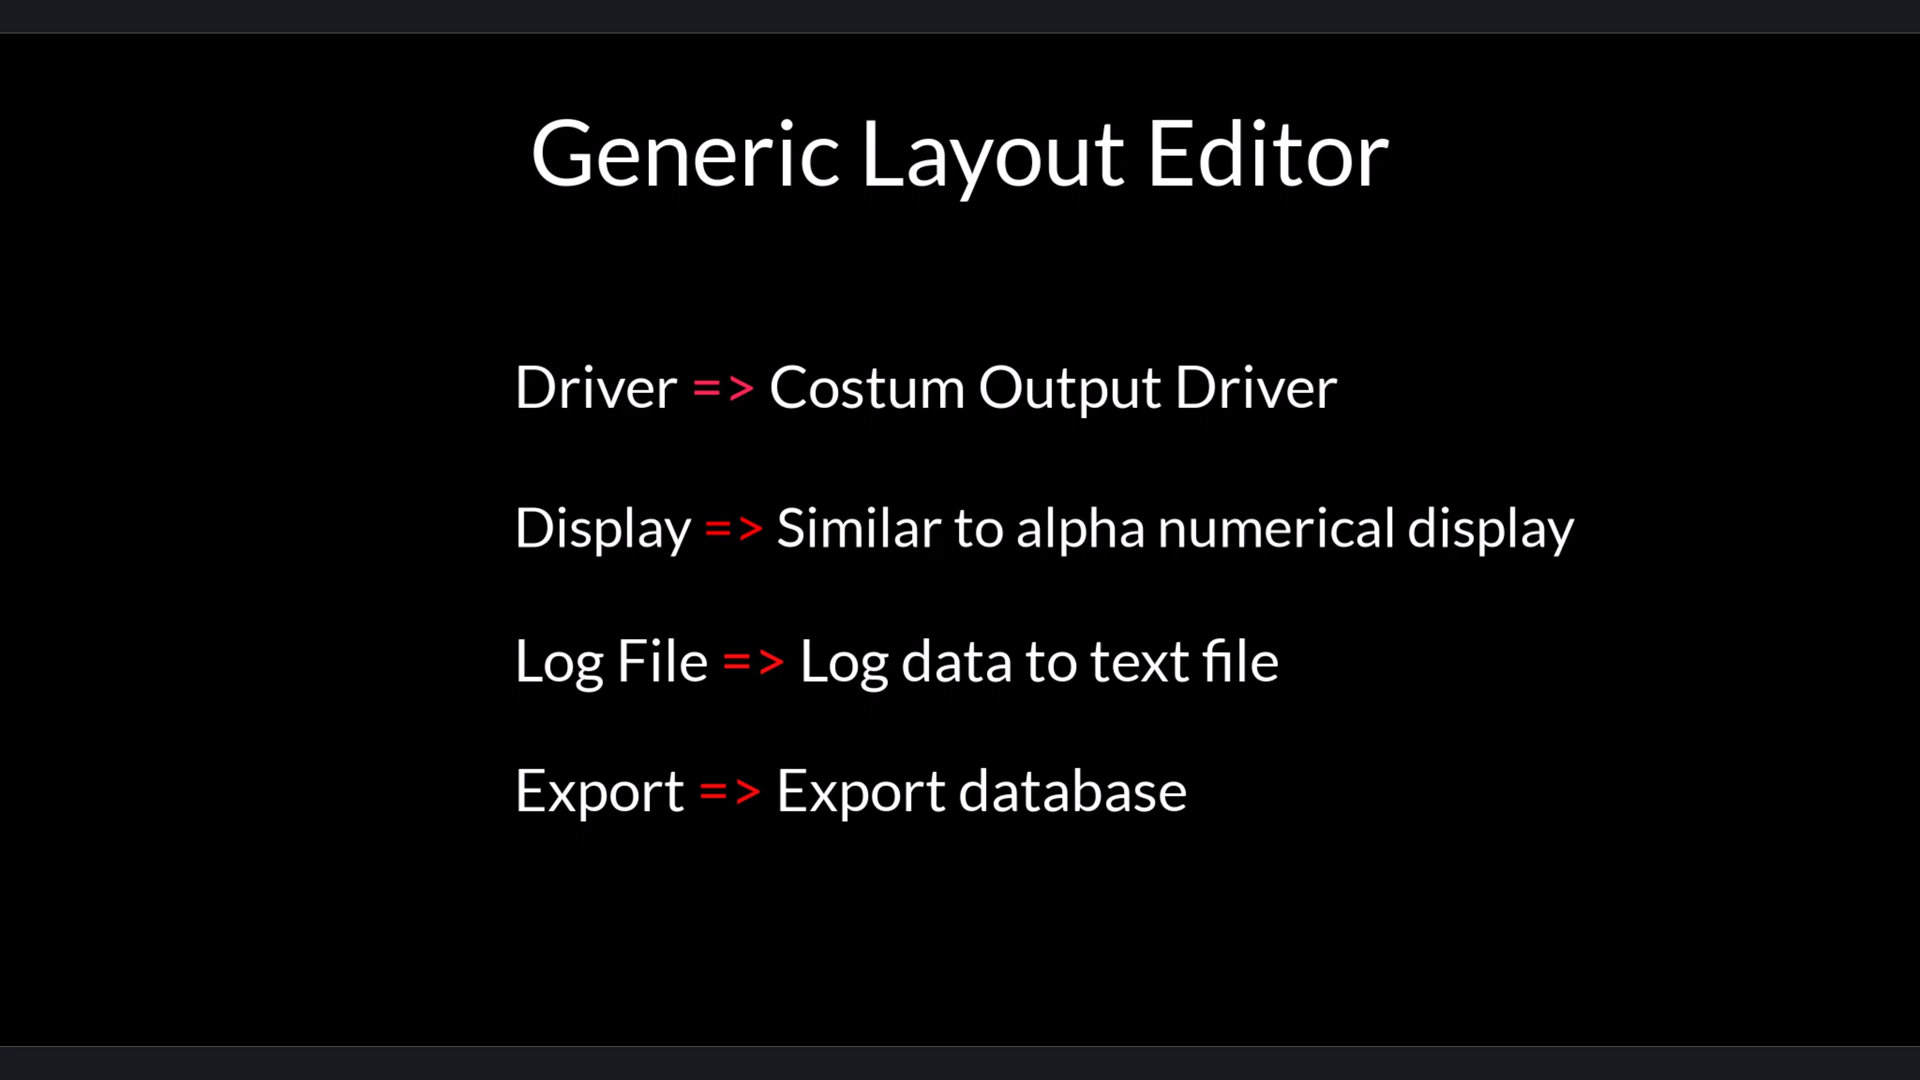 Generic Layout Editor
Driver => Costum Output Driver
Display => Similar to alpha numerical display
Log File => Log data to text file
Export => Export database